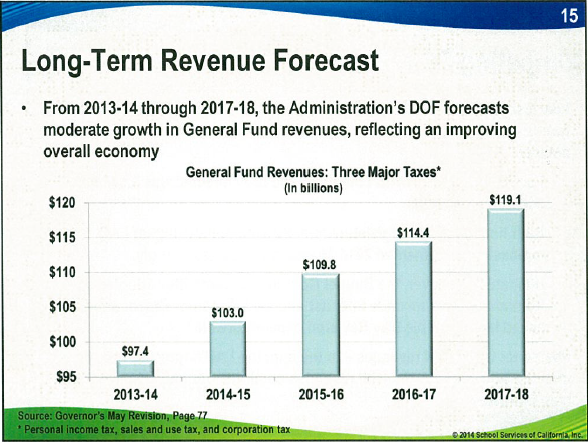 15
Long-Term Revenue Forecast
• From 2013-14 through 2017-18, the Administration's DOF forecasts
moderate growth in General Fund revenues, reflecting an improving
overall economy
General Fund Revenues: Three Major Taxes*
(In billions)
$120
$115
$110
$105
$100
$95
$97.4
$103.0
$109.8
$114.4
$119.1
2013-14
2014-15
2015-16
2016-17
2017-18
Source: Governor's May Revision, Page 77
* Personal income tax, sales and use tax, and corporation tax
© 2014 School Services of California, Inc.